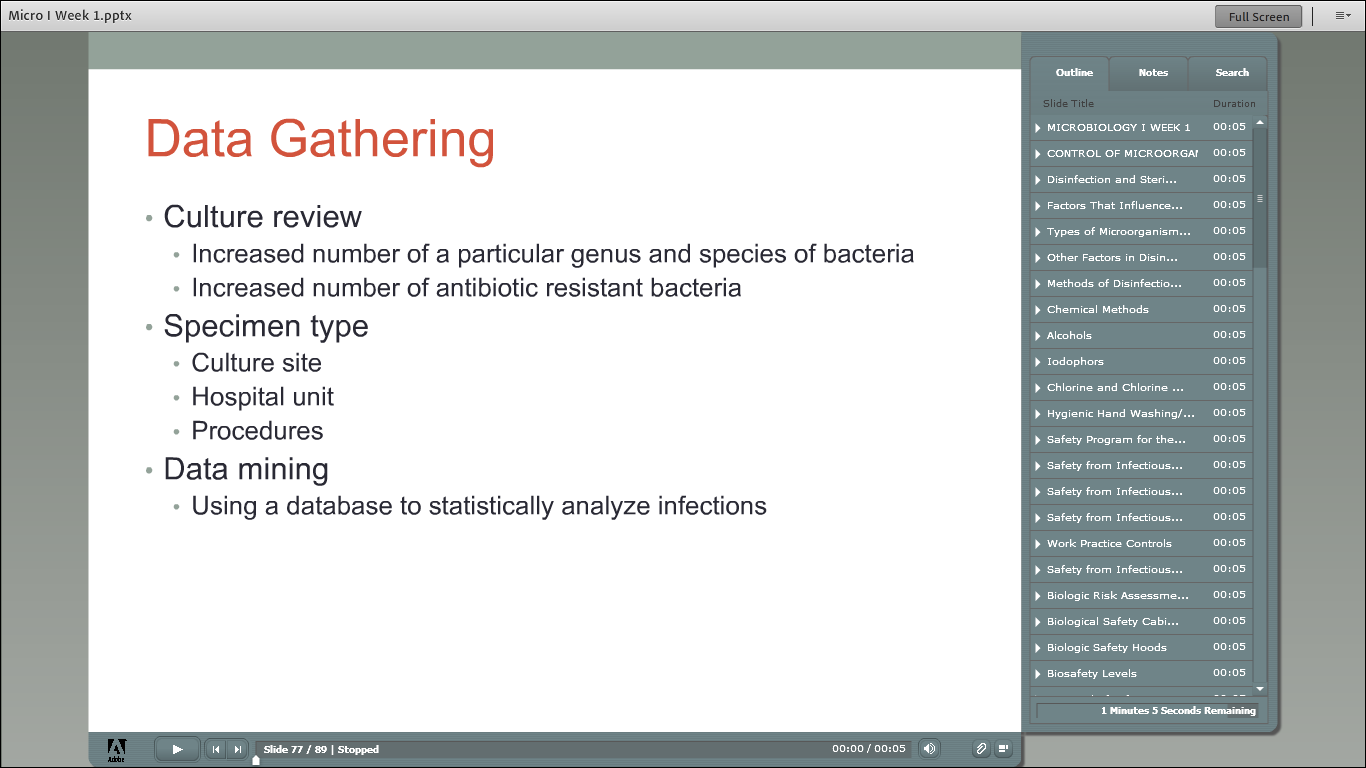 Micro I Week 1.pptx
Full Screen
Data Gathering
• Culture review
• Increased number of a particular genus and species of bacteria
• Increased number of antibiotic resistant bacteria
• Specimen type
• Culture site
• Hospital unit
• Procedures
• Data mining
• Using a database to statistically analyze infections
Outline Notes Search
Slide Title Duration
MICROBIOLOGY I WEEK 1 00:05
CONTROL OF MICROORGAN 00:05
Disinfection and Steri... 00:05
Factors That Influence... 00:05
Types of Microorganism... 00:05
Other Factors in Disin... 00:05
Methods of Disinfectio... 00:05
Chemical Methods 00:05
Alcohols 00:05
Iodophors 00:05
Chlorine and Chlorine ... 00:05
Hygienic Hand Washing/... 00:05
Safety Program for the... 00:05
Safety from Infectious... 00:05
Safety from Infectious... 00:05
Safety from Infectious... 00:05
Work Practice Controls 00:05
Safety from Infectious... 00:05
Biologic Risk Assessme... 00:05
Biological Safety Cabi... 00:05
Biologic Safety Hoods 00:05
Biosafety Levels 00:05
1 Minutes 5 Seconds Remaining
Adobe
Slide 77 / 89 | Stopped 00:00 / 00:05